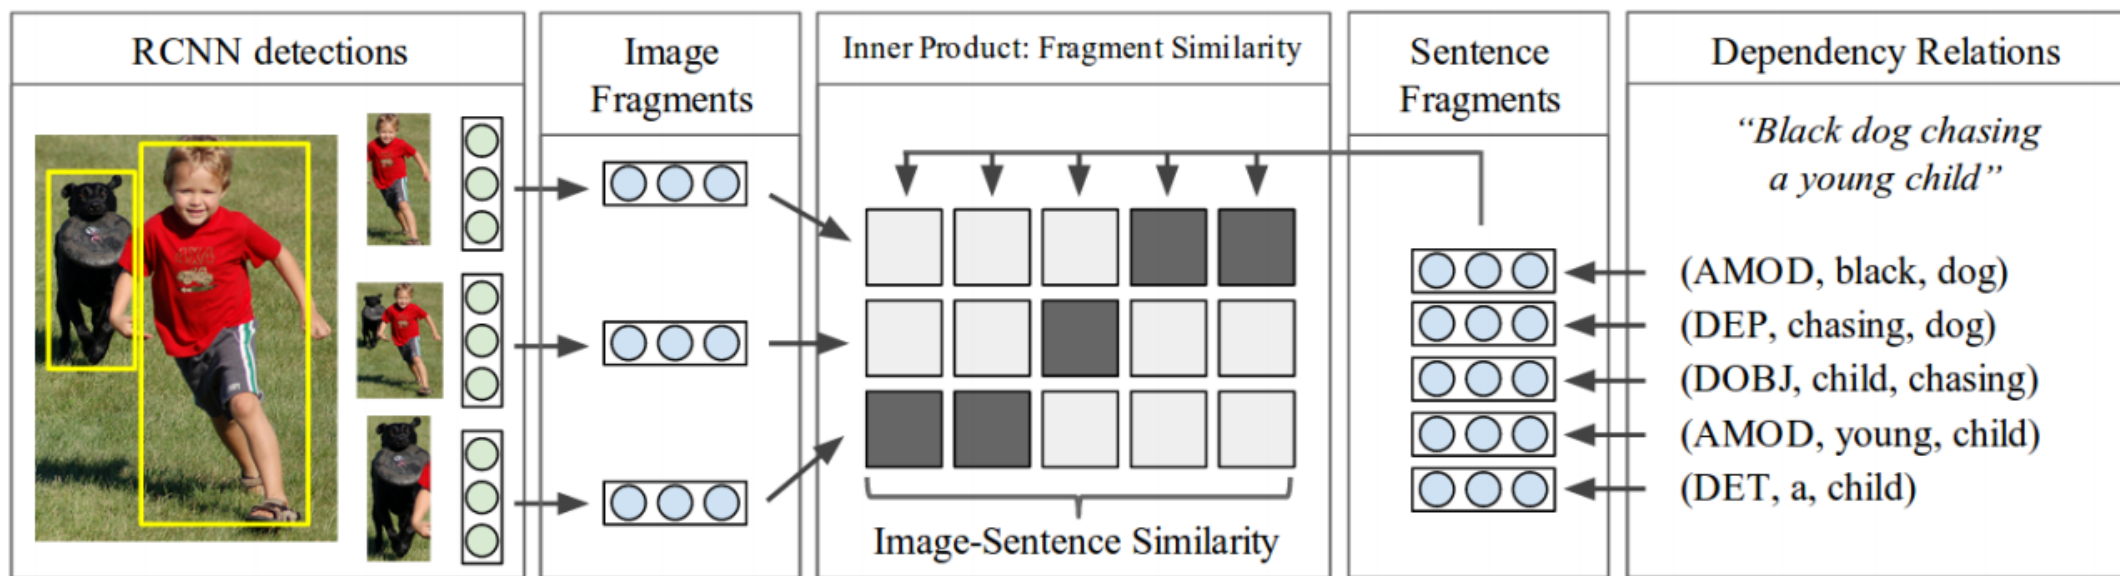 RCNN detections
Image
Fragments
Inner Product: Fragment Similarity
Image-Sentence Similarity
Sentence
Fragments
Dependency Relations
“Black dog chasing
a young child”
(AMOD, black, dog)
(DEP, chasing, dog)
(DOBJ, child, chasing)
(AMOD, young, child)
(DET, a, child)